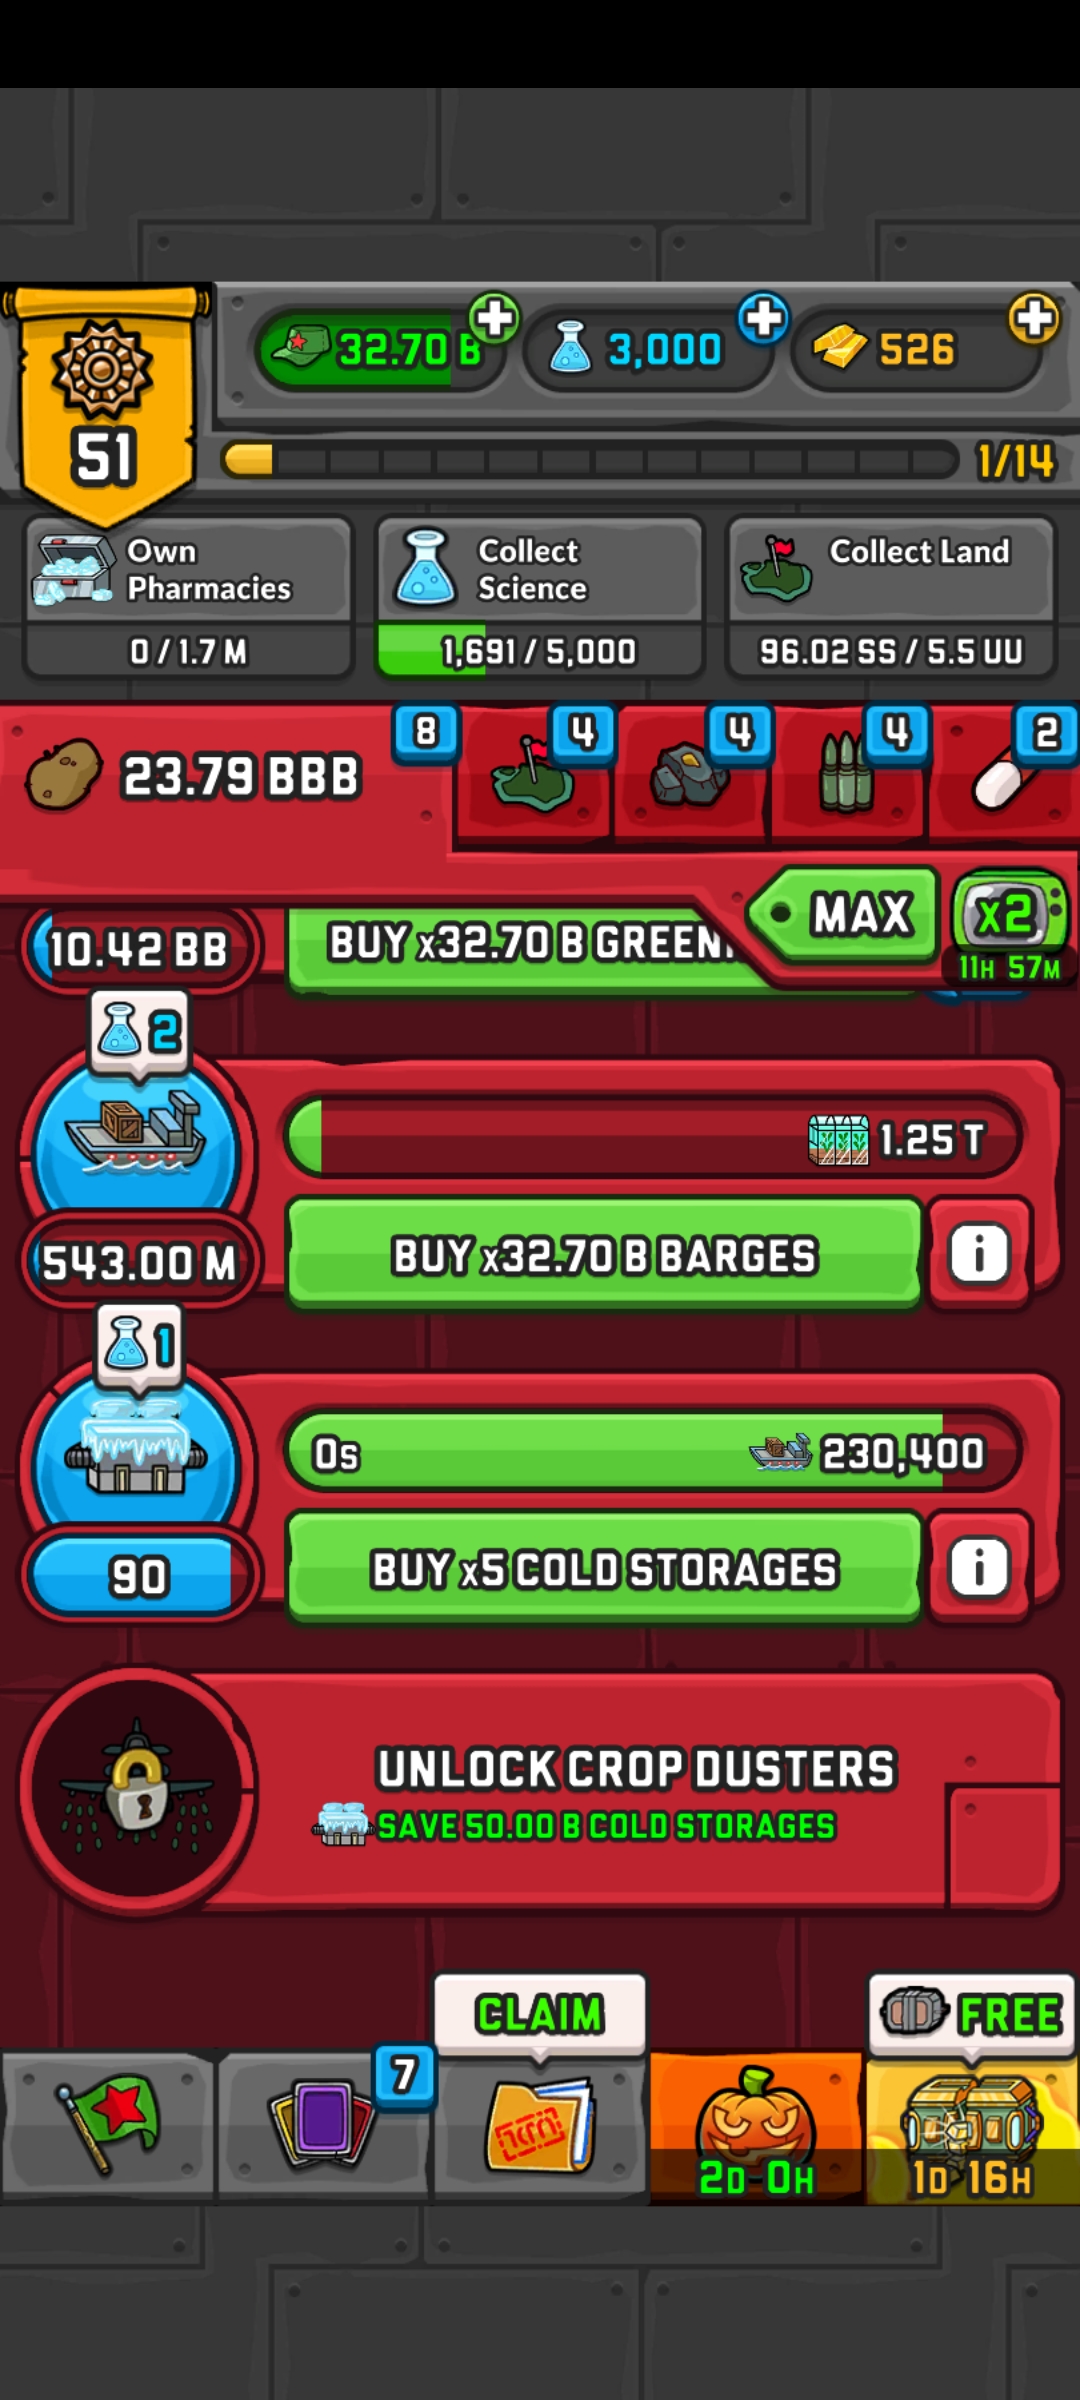 32.70 B
3,000
526
51
1/14
Own
Pharmacies
0 / 1.7 M
Collect
Science
1,691 / 5,000
Collect Land
96.02 SS / 5.5 UU
23.79 BBB
8
4
4
4
2
MAX
x2
11H 57M
10.42 BB
BUY x32.70 B GREEN
2
1.25 T
543.00 M
BUY x32.70 B BARGES
i
1
0s
230,400
90
BUY x5 COLD STORAGES
i
UNLOCK CROP DUSTERS
SAVE 50.00 B COLD STORAGES
CLAIM
FREE
7
2D 0H
1D 16H